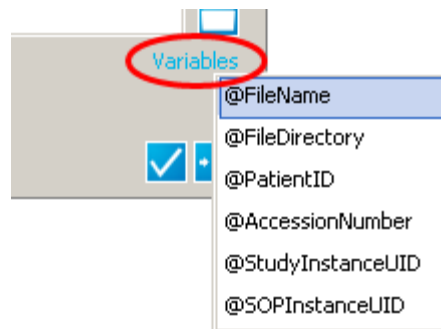 Variables
@FileName
@FileDirectory
@PatientID
@AccessionNumber
@StudyInstanceUID
@SOPInstanceUID